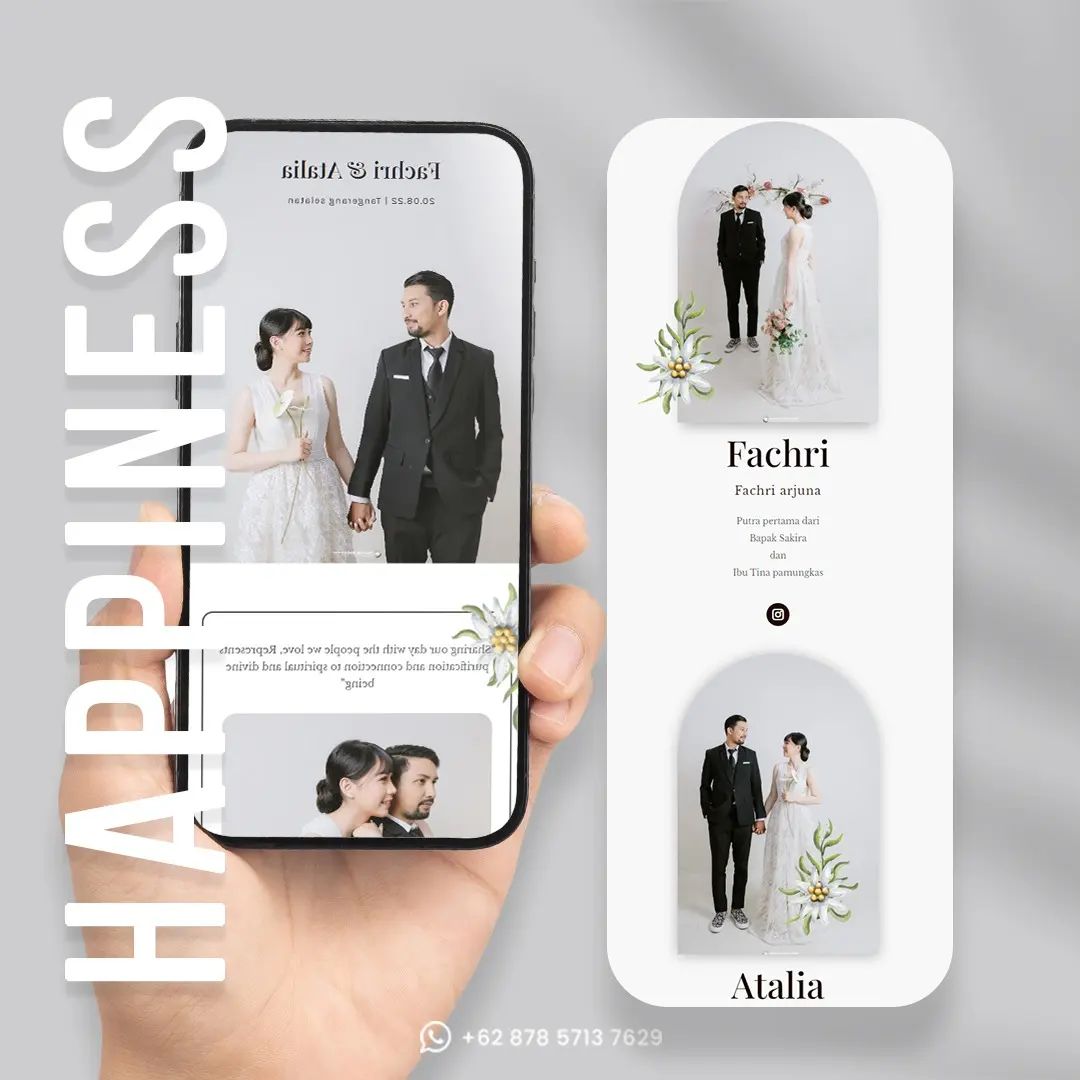 HAPPINESS
Fachri & Atalia
20.08.22 | Tangerang selatan
Sharing our day with the people we love, Represents
purification and connection to spiritual and divine
being"
Fachri
Fachri arjuna
Putra pertama dari
Bapak Sakira
dan
Ibu Tina pamungkas
Atalia
+62 878 5713 7629